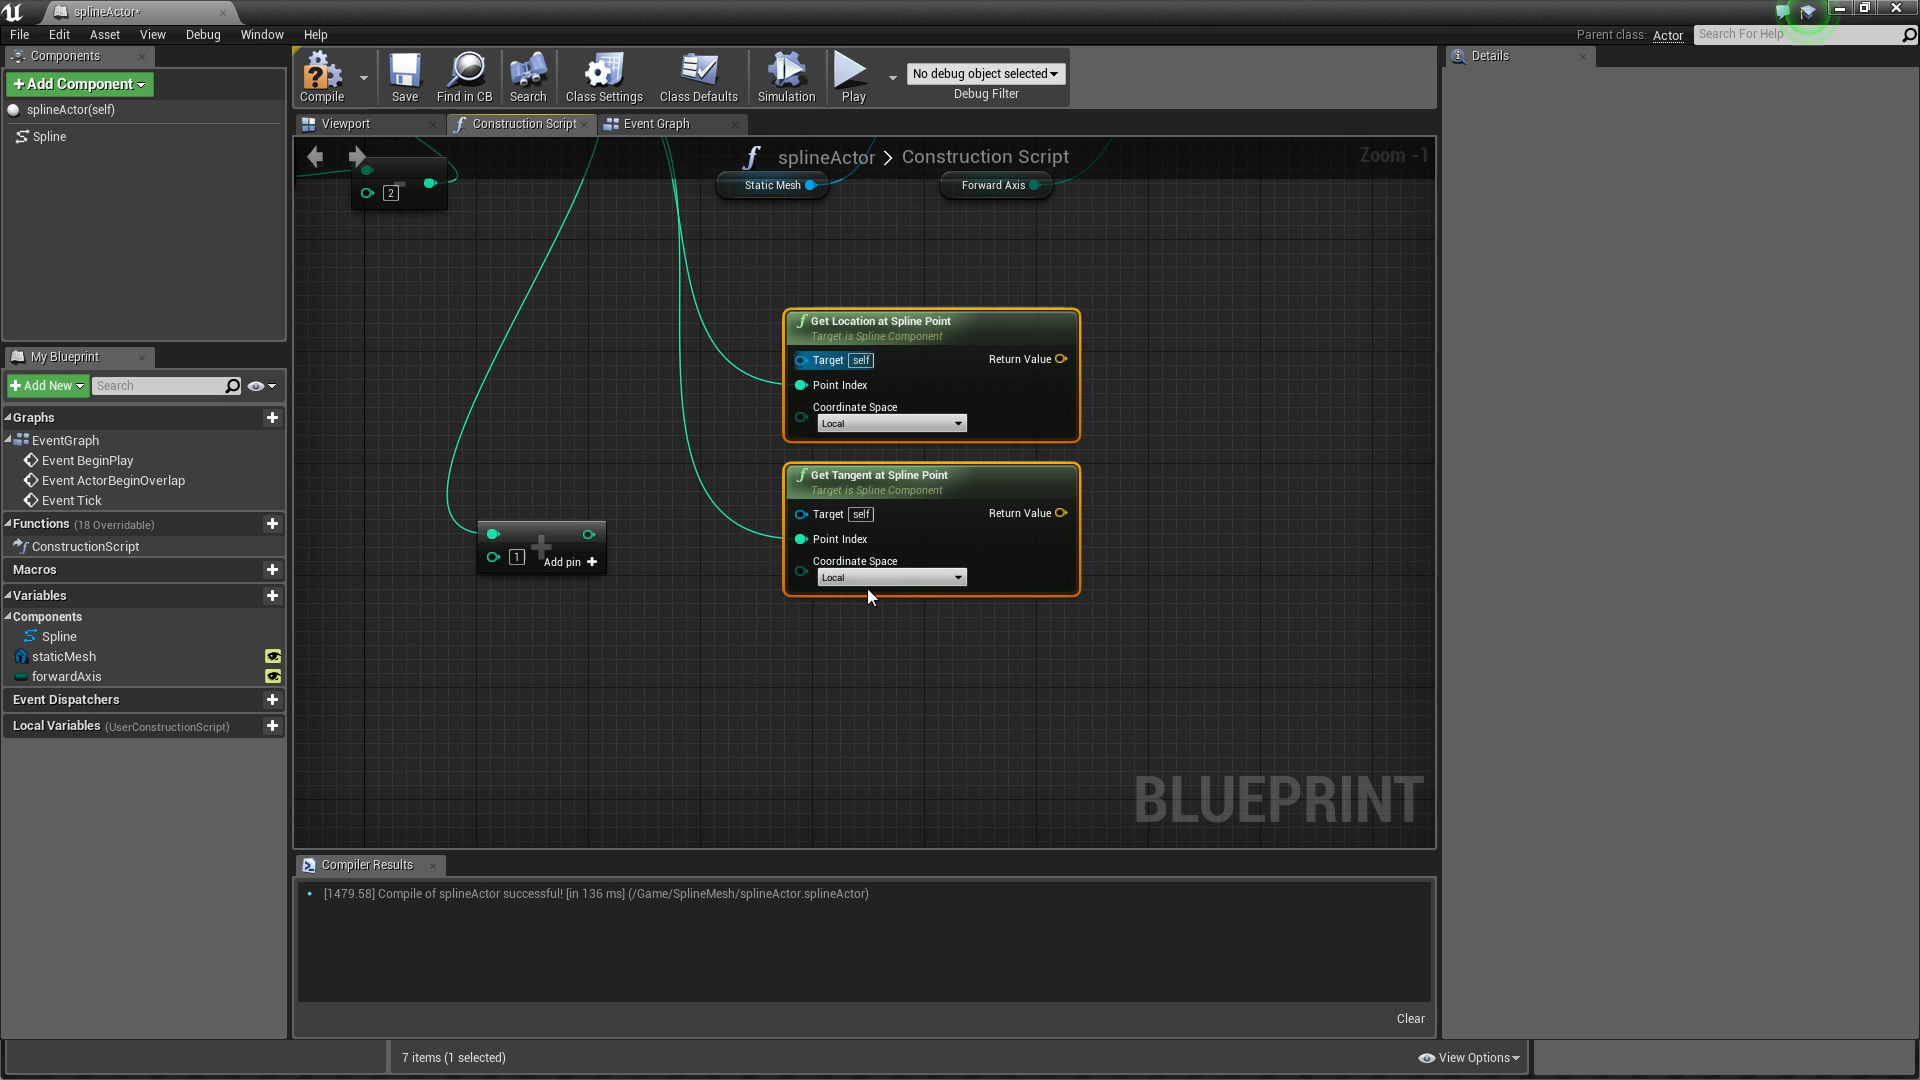 splineActor*
File Edit Asset View Debug Window Help
Parent class: Actor
Search For Help
Components
Details
+Add Component
splineActor(self)
Spline
Compile
Save
Find in CB
Search
Class Settings
Class Defaults
Simulation
Play
No debug object selected
Debug Filter
Viewport
Construction Script
Event Graph
splineActor > Construction Script
Zoom -1
2
Static Mesh
Forward Axis
Get Location at Spline Point
Target is Spline Component
Target self
Return Value
Point Index
Coordinate Space
Local
Get Tangent at Spline Point
Target is Spline Component
Target self
Return Value
Point Index
Coordinate Space
Local
1
Add pin +
BLUEPRINT
My Blueprint
+Add New
Search
Graphs
EventGraph
Event BeginPlay
Event ActorBeginOverlap
Event Tick
Functions (18 Overridable)
ConstructionScript
Macros
Variables
Components
Spline
staticMesh
forwardAxis
Event Dispatchers
Local Variables (UserConstructionScript)
Compiler Results
[1479.58] Compile of splineActor successful! [in 136 ms] (/Game/SplineMesh/splineActor.splineActor)
Clear
7 items (1 selected)
View Options